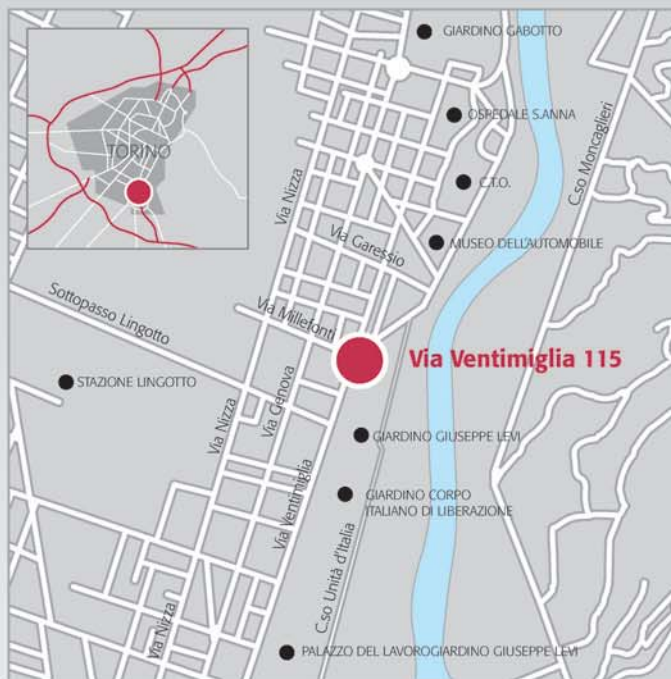 GIARDINO GABOTTO
TORINO
OSPEDALE S.ANNA
C.so Moncaglieri
C.T.O.
Via Nizza
MUSEO DELL'AUTOMOBILE
Via Garessio
Sottopasso Lingotto
Via Millefonti
Via Ventimiglia 115
STAZIONE LINGOTTO
Via Nizza
Via Genova
GIARDINO GIUSEPPE LEVI
Via Ventimiglia
GIARDINO CORPO
ITALIANO DI LIBERAZIONE
C.so Unità d'Italia
Via Nizza
PALAZZO DEL LAVOROGIARDINO GIUSEPPE LEVI